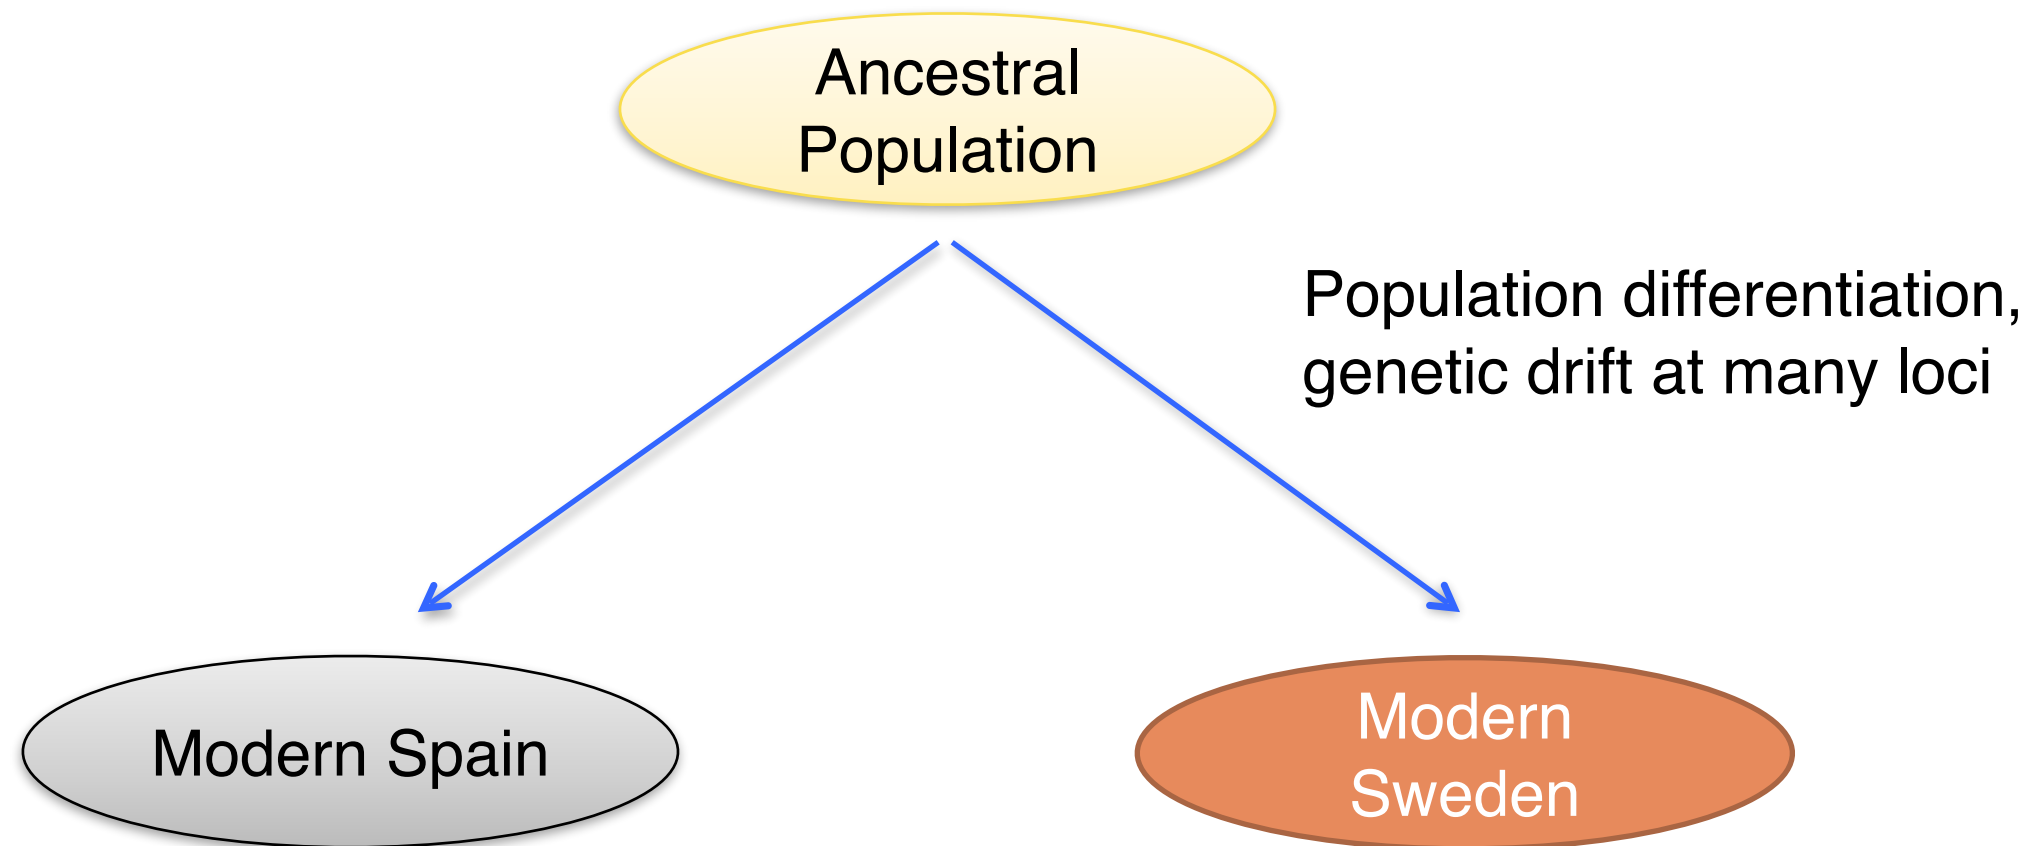 Ancestral
Population
Population differentiation,
genetic drift at many loci
Modern Spain
Modern
Sweden